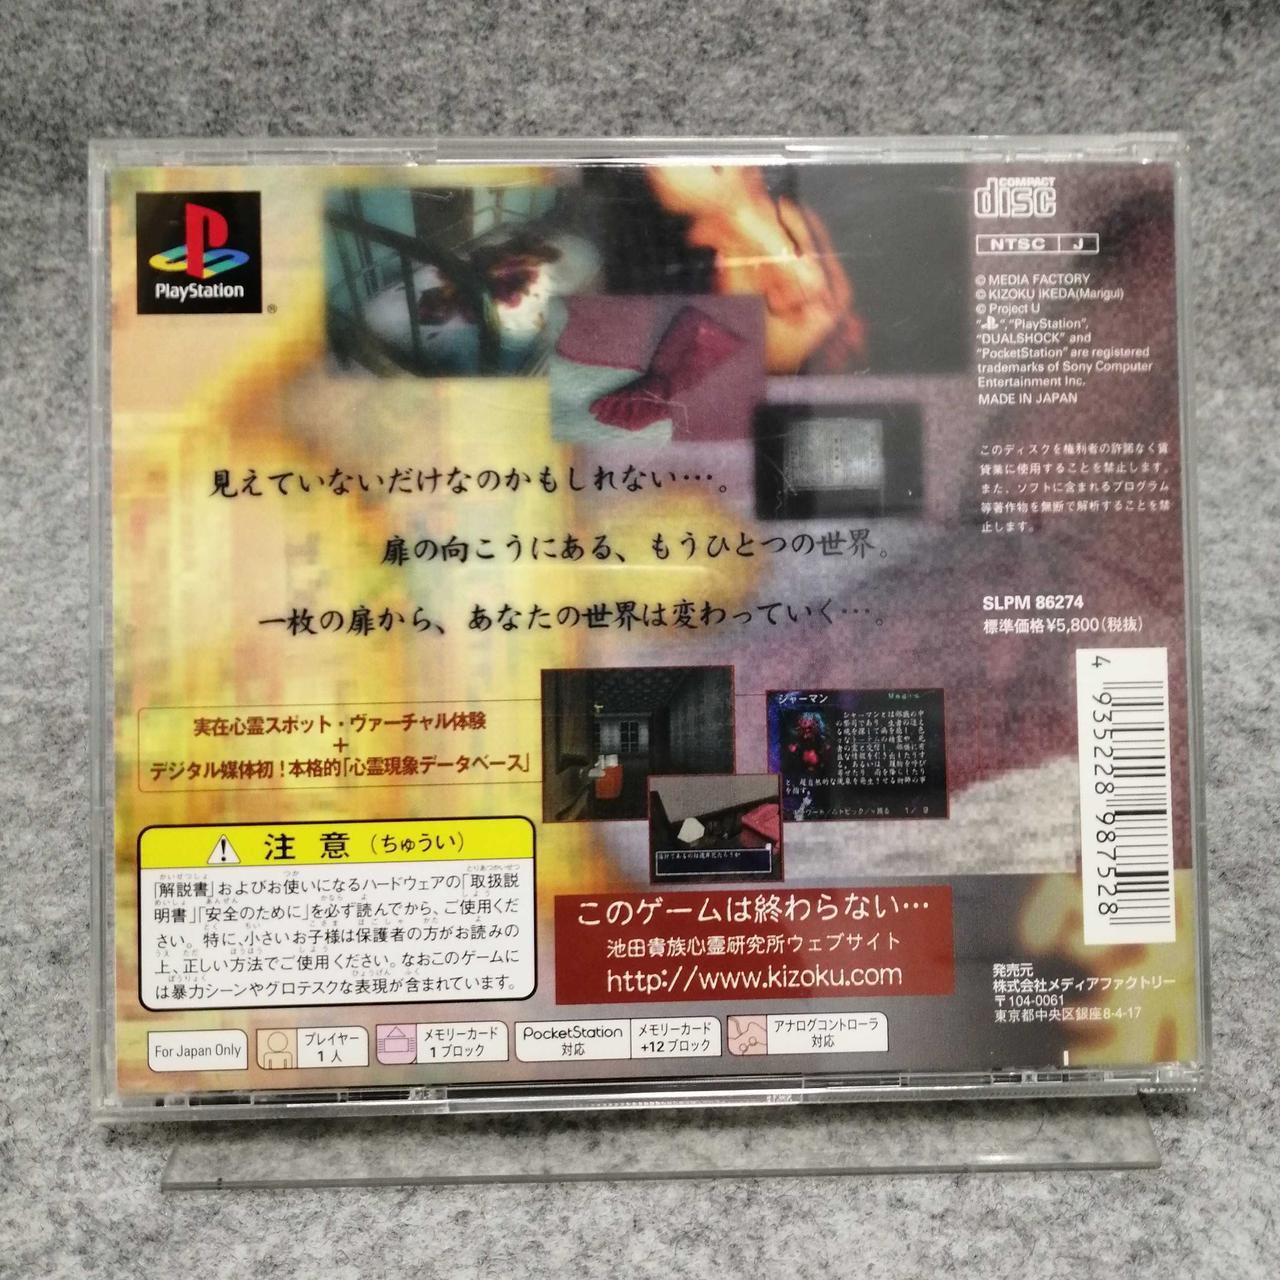 PlayStation
®
COMPACT
disc
NTSC J
© MEDIA FACTORY
© KIZOKU IKEDA(Marigul)
© Project U
" ","PlayStation",
"DUALSHOCK" and
"PocketStation" are registered
trademarks of Sony Computer
Entertainment Inc.
MADE IN JAPAN
このディスクを権利者の許諾なく賃
貸業に使用することを禁止します。
また、ソフトに含まれるプログラム
等著作物を無断で解析することを禁
止します。
見えていないだけなのかもしれない…。
扉の向こうにある、もうひとつの世界。
一枚の扉から、あなたの世界は変わっていく…。
SLPM 86274
標準価格¥5,800(税抜)
4 935228 987528
実在心霊スポット・ヴァーチャル体験
+
デジタル媒体初！本格的「心霊現象データベース」
シャーマン
注意(ちゅうい)
「解説書」およびお使いになるハードウェアの「取扱説
明書」「安全のために」を必ず読んでから、ご使用くだ
さい。特に、小さいお子様は保護者の方がお読みの
上、正しい方法でご使用ください。なおこのゲームに
は暴力シーンやグロテスクな表現が含まれています。
このゲームは終わらない…
池田貴族心霊研究所ウェブサイト
http://www.kizoku.com
発売元
株式会社メディアファクトリー
〒104-0061
東京都中央区銀座8-4-17
For Japan Only
プレイヤー
1人
メモリーカード
1ブロック
PocketStation
対応
メモリーカード
+12ブロック
アナログコントローラ
対応